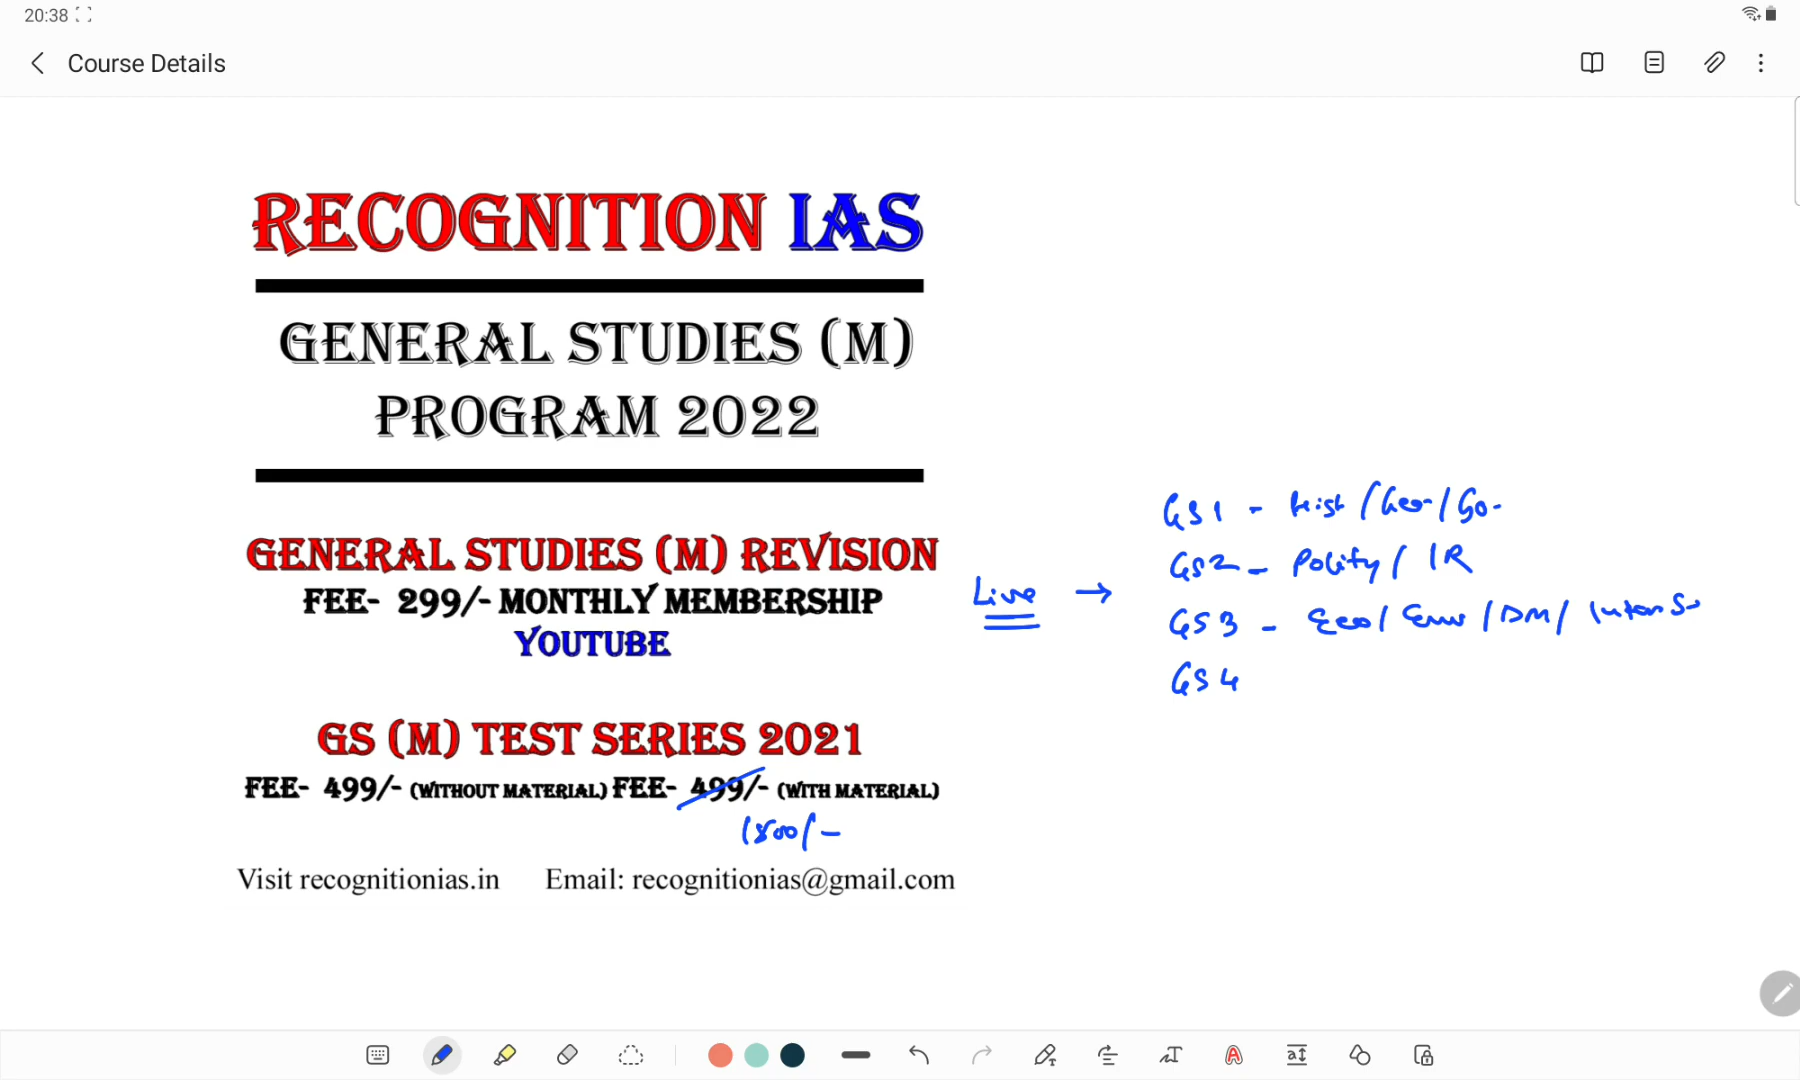 20:38
Course Details
RECOGNITION IAS
GENERAL STUDIES (M)
PROGRAM 2022
GENERAL STUDIES (M) REVISION
FEE- 299/- MONTHLY MEMBERSHIP
YOUTUBE
Live →
GS1 - Hist / Geo / So.
GS2 - Polity / IR
GS3 - Eco / Env / DM / Intern S
GS4
GS (M) TEST SERIES 2021
FEE- 499/- (WITHOUT MATERIAL) FEE- 499/- (WITH MATERIAL)
Visit recognitionias.in Email: recognitionias@gmail.com